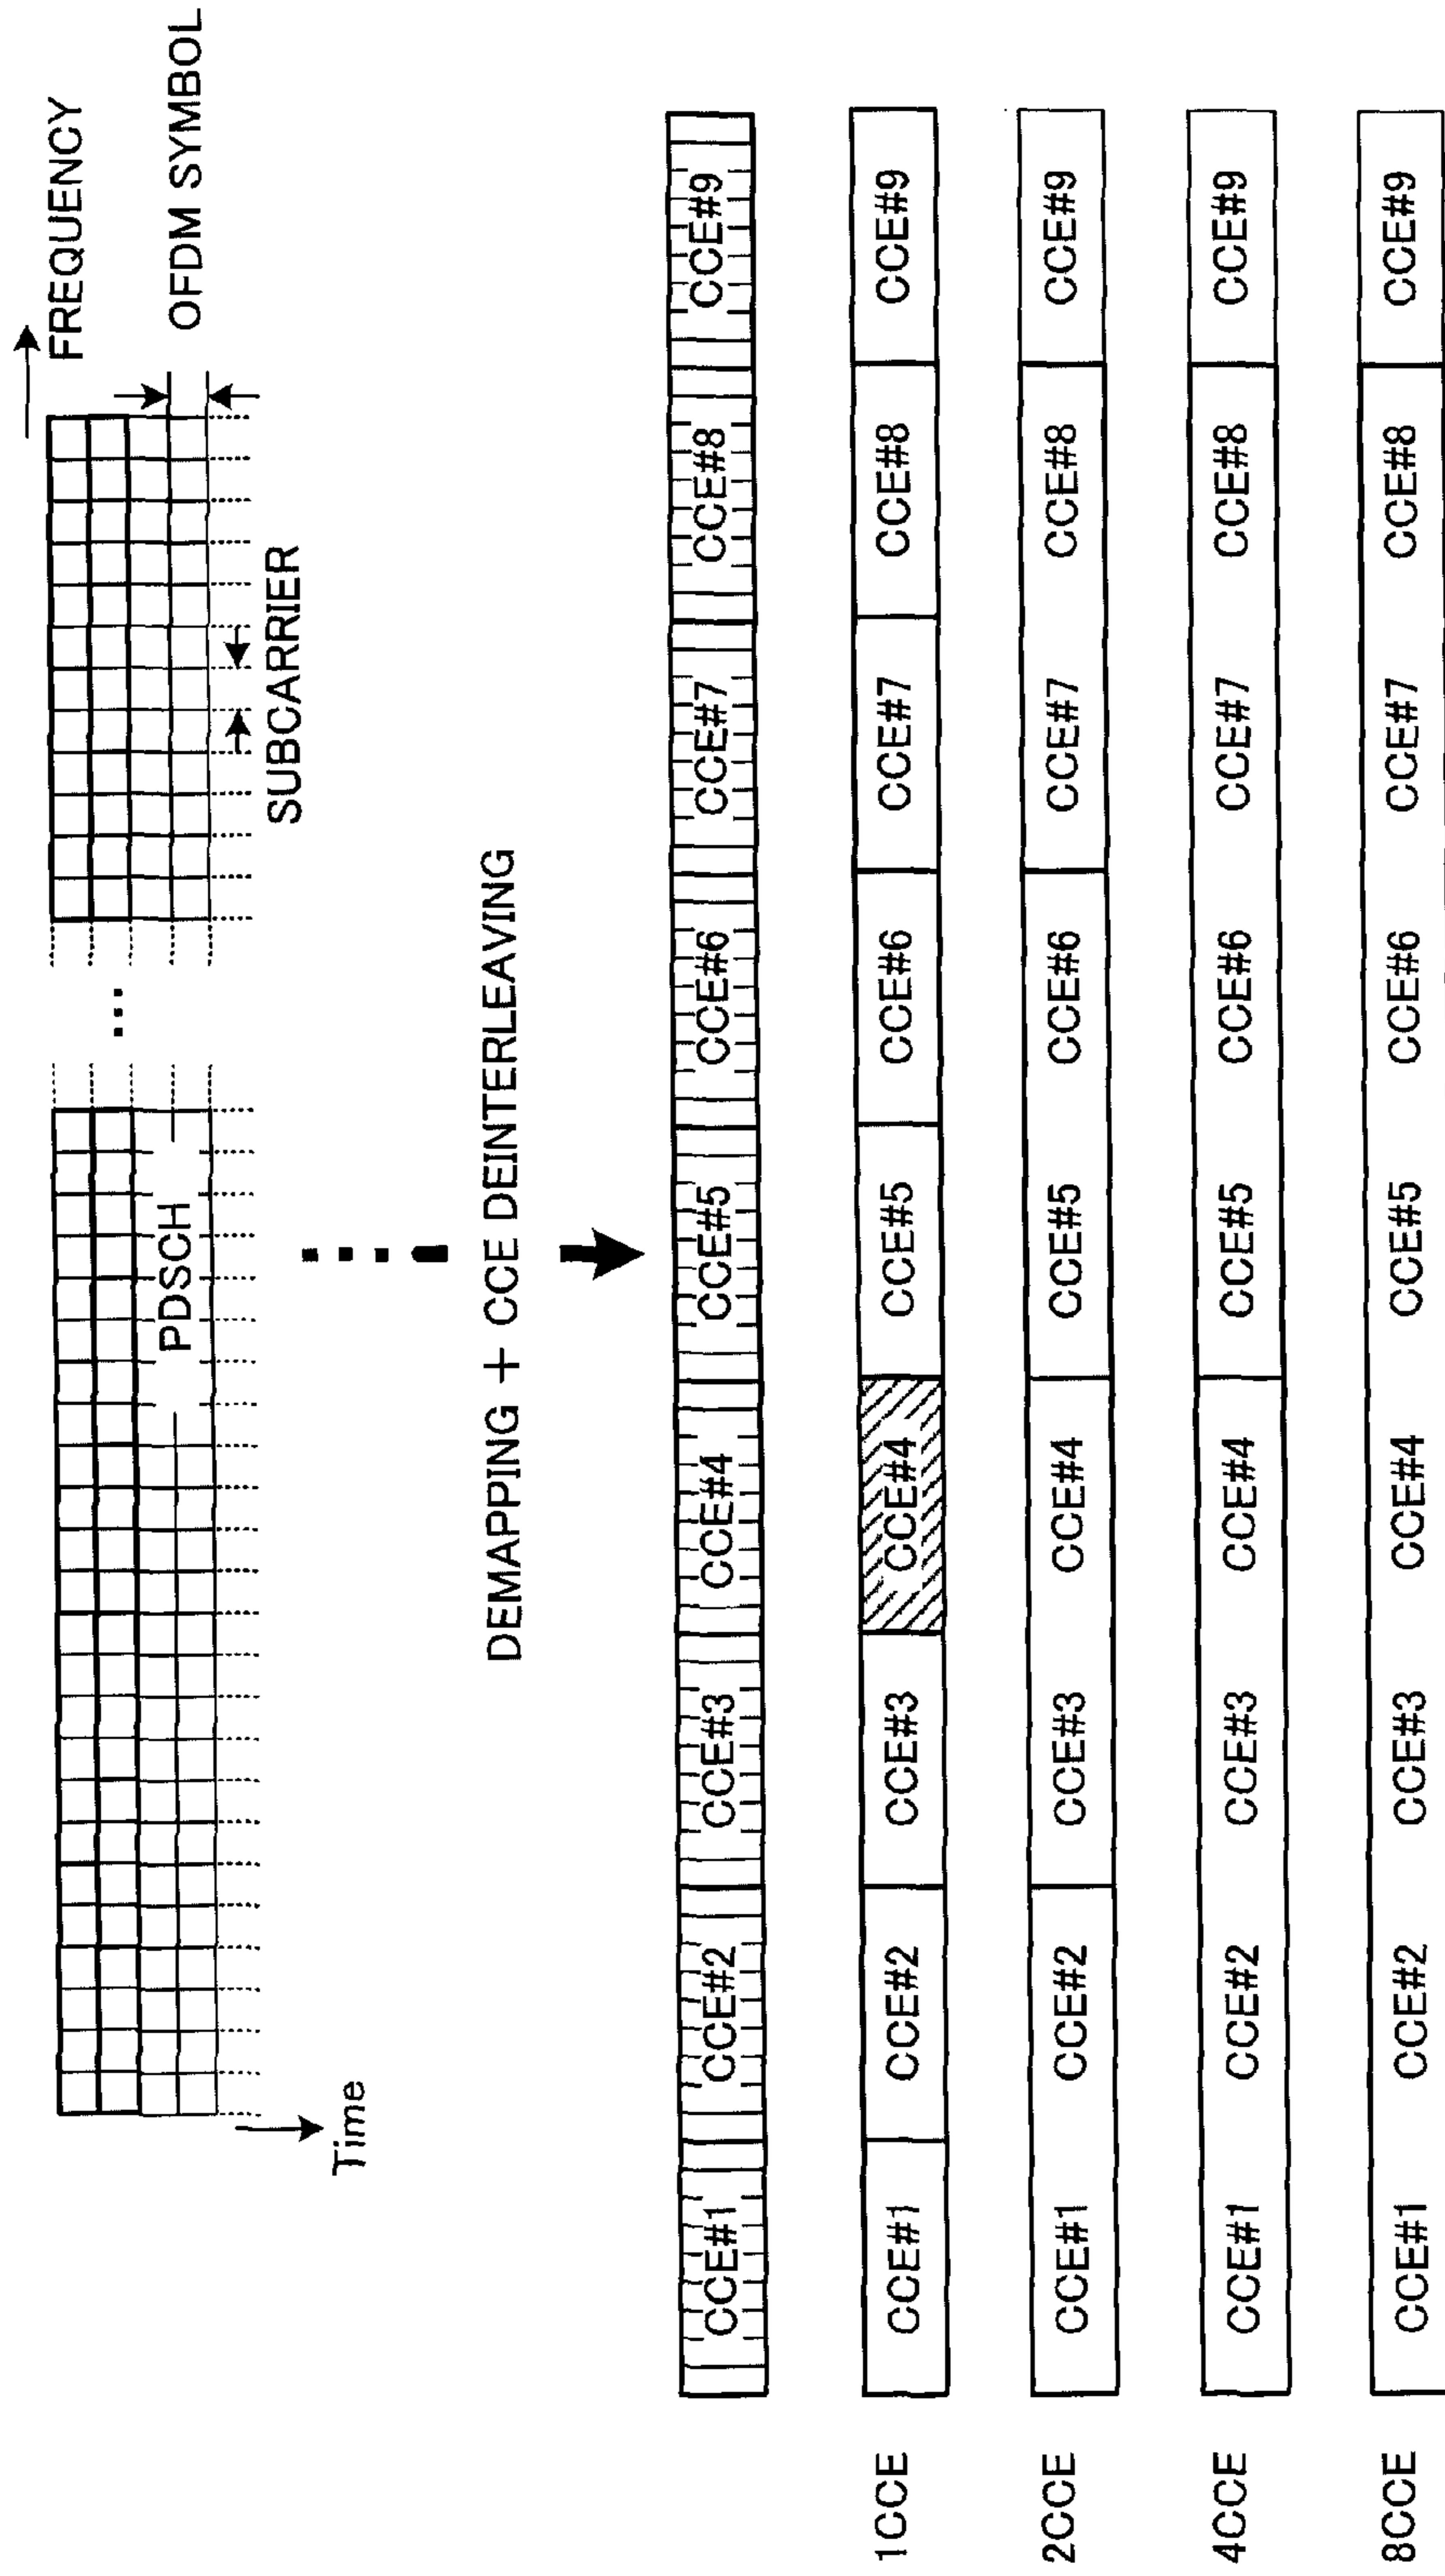 FREQUENCY
OFDM SYMBOL
PDSCH
SUBCARRIER
Time
DEMAPPING + CCE DEINTERLEAVING
CCE#1 CCE#2 CCE#3 CCE#4 CCE#5 CCE#6 CCE#7 CCE#8 CCE#9
1CCE CCE#1 CCE#2 CCE#3 CCE#4 CCE#5 CCE#6 CCE#7 CCE#8 CCE#9
2CCE CCE#1 CCE#2 CCE#3 CCE#4 CCE#5 CCE#6 CCE#7 CCE#8 CCE#9
4CCE CCE#1 CCE#2 CCE#3 CCE#4 CCE#5 CCE#6 CCE#7 CCE#8 CCE#9
8CCE CCE#1 CCE#2 CCE#3 CCE#4 CCE#5 CCE#6 CCE#7 CCE#8 CCE#9